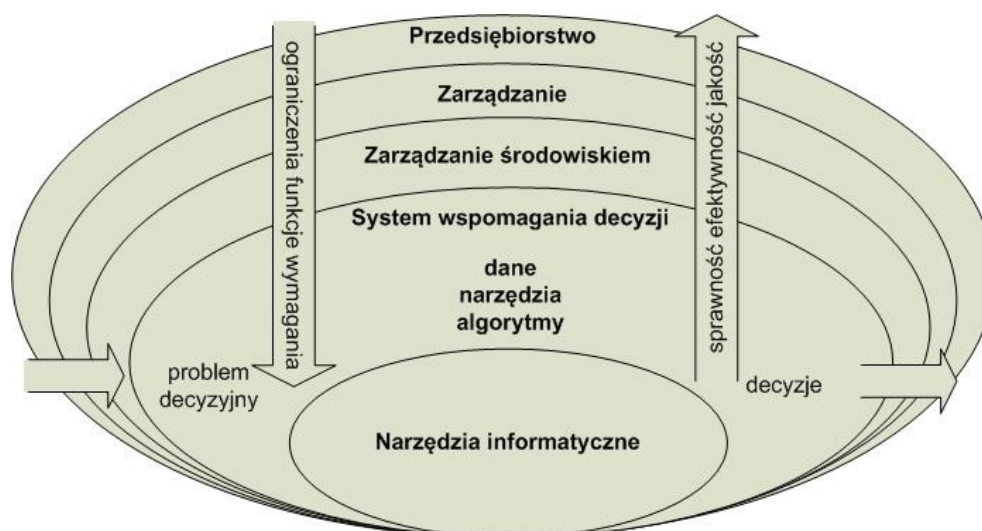 Przedsiębiorstwo
Zarządzanie
Zarządzanie środowiskiem
System wspomagania decyzji
dane
narzędzia
algorytmy
ograniczenia funkcje wymagania
sprawność efektywność jakość
problem
decyzyjny
decyzje
Narzędzia informatyczne